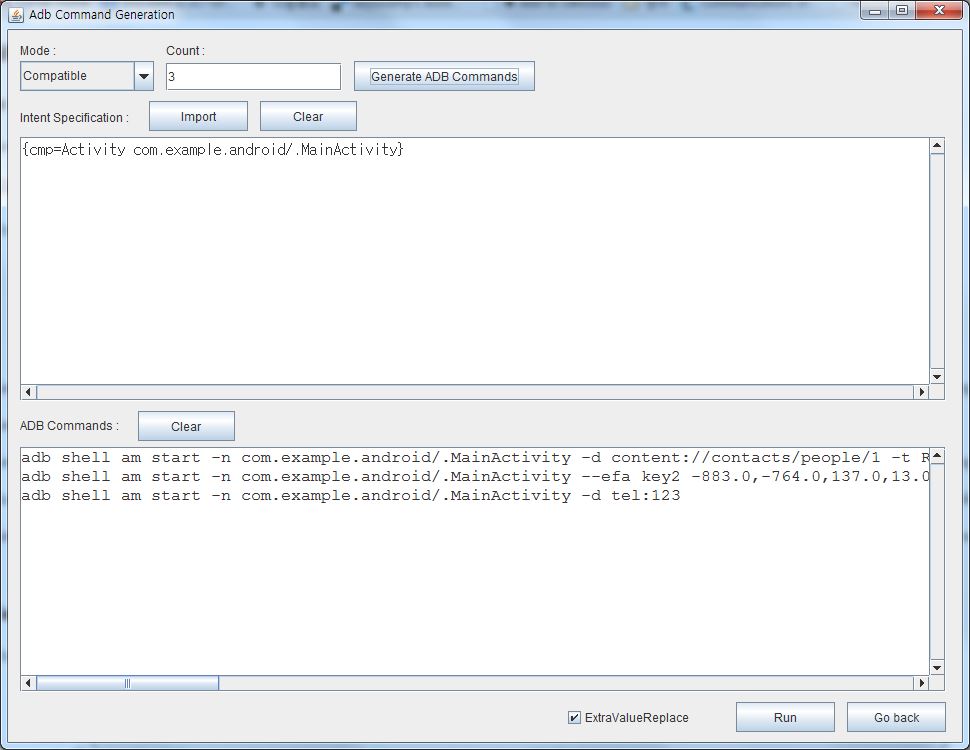 Adb Command Generation
Mode :
Count :
Compatible
3
Generate ADB Commands
Intent Specification :
Import
Clear
{cmp=Activity com.example.android/.MainActivity}
ADB Commands :
Clear
adb shell am start -n com.example.android/.MainActivity -d content://contacts/people/1 -t R
adb shell am start -n com.example.android/.MainActivity --efa key2 -883.0,-764.0,137.0,13.0
adb shell am start -n com.example.android/.MainActivity -d tel:123
ExtraValueReplace
Run
Go back